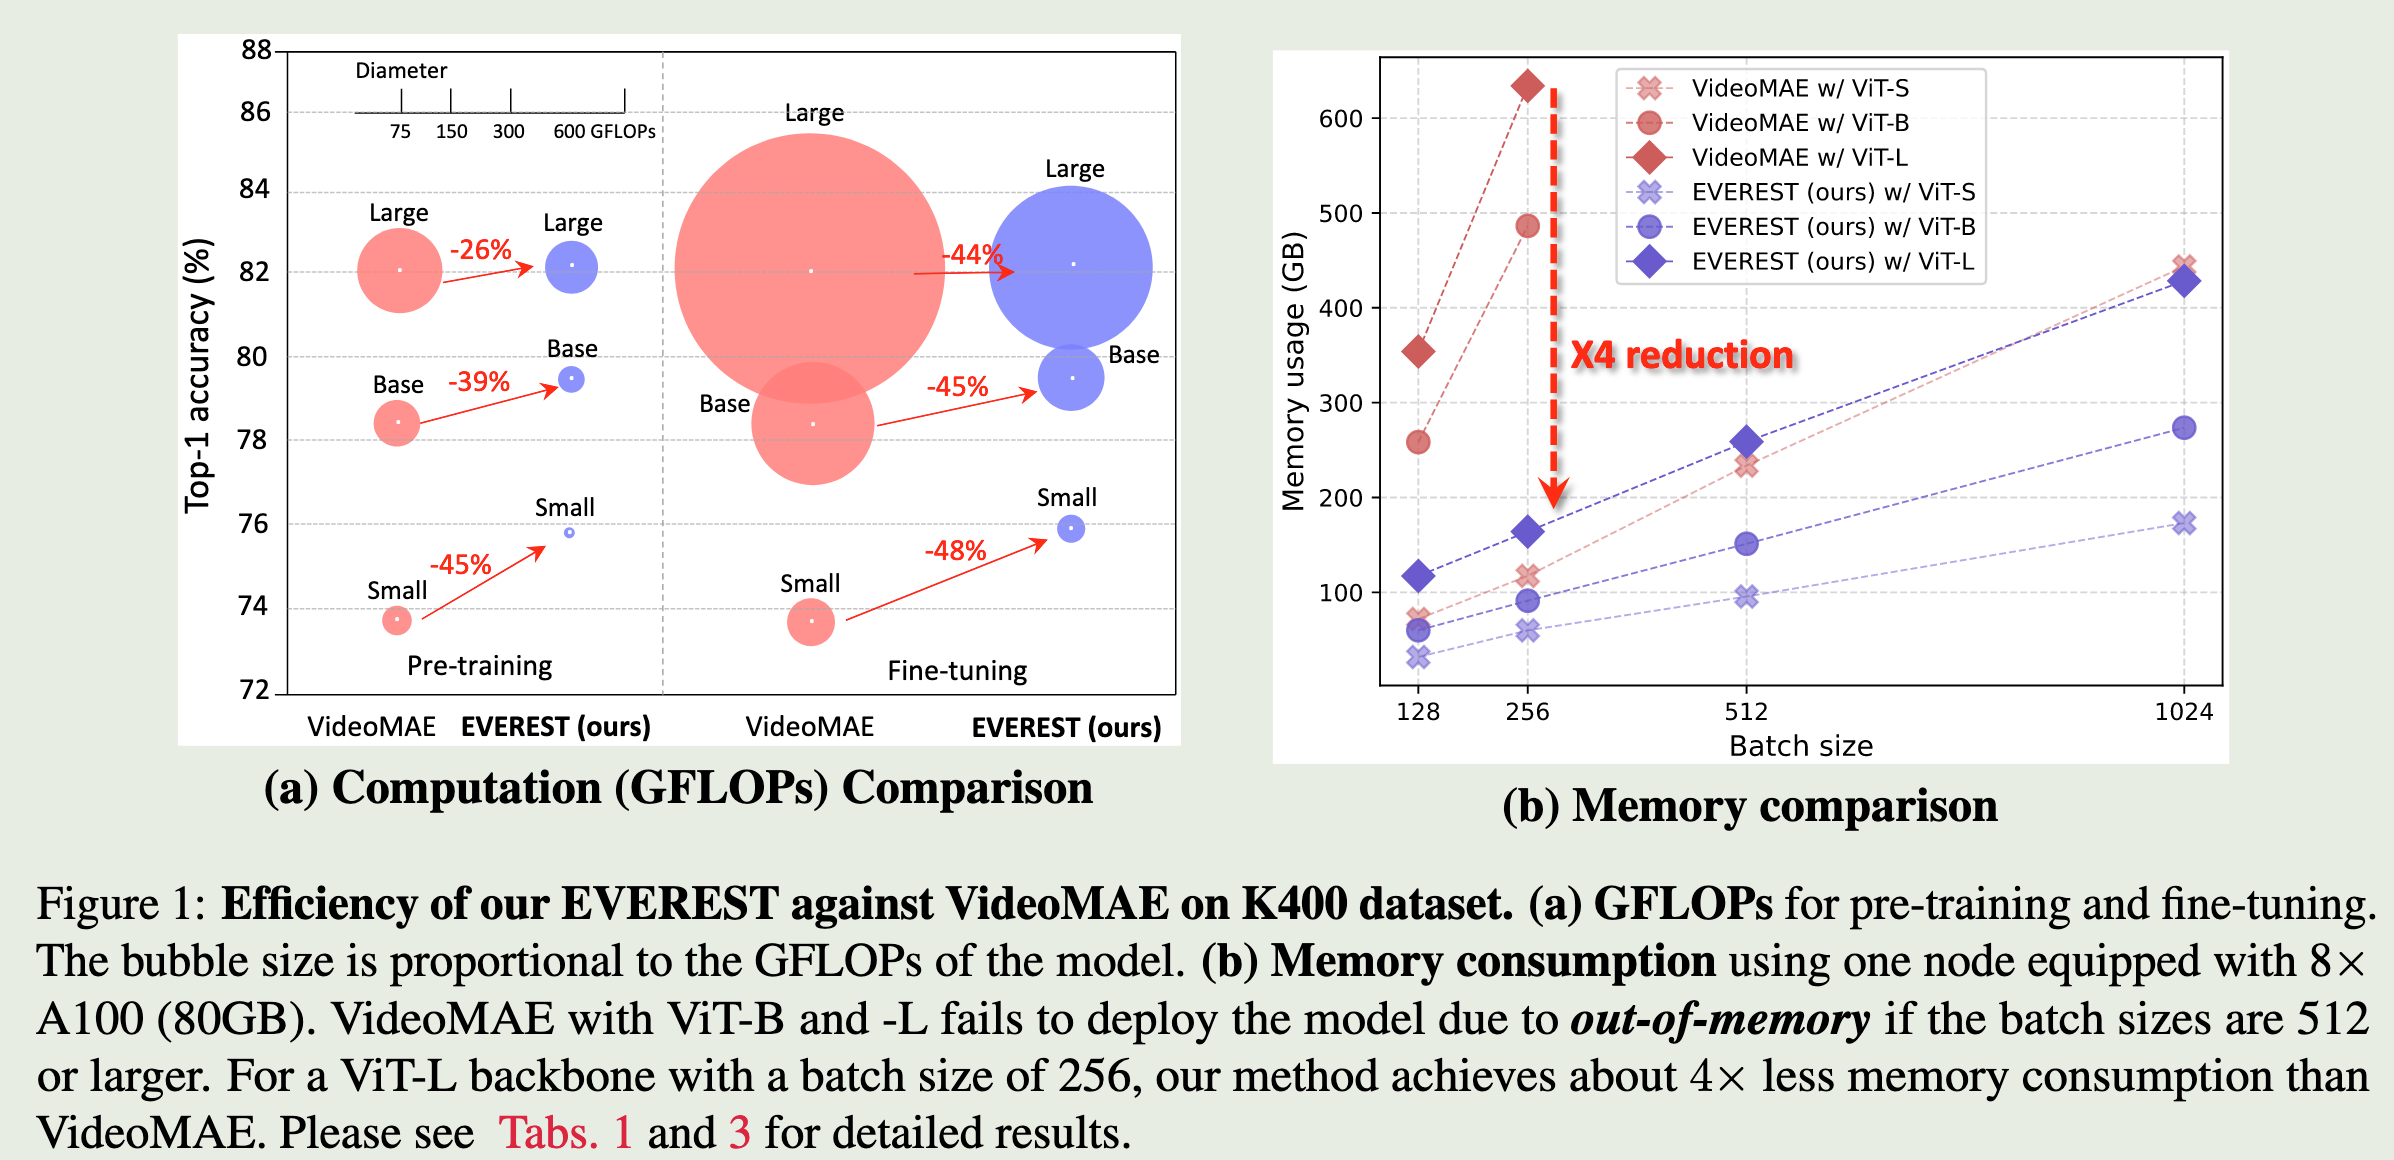 88
86
84
82
80
78
76
74
72
Top-1 accuracy (%)
Diameter
75 150 300 600 GFLOPs
Large
Large
-26%
Base
Base
-39%
Small
Small
-45%
Pre-training
Large
Large
-44%
Base
Base
-45%
Small
Small
-48%
Fine-tuning
VideoMAE EVEREST (ours) VideoMAE EVEREST (ours)
(a) Computation (GFLOPs) Comparison
600
500
400
300
200
100
Memory usage (GB)
VideoMAE w/ ViT-S
VideoMAE w/ ViT-B
VideoMAE w/ ViT-L
EVEREST (ours) w/ ViT-S
EVEREST (ours) w/ ViT-B
EVEREST (ours) w/ ViT-L
X4 reduction
128 256 512 1024
Batch size
(b) Memory comparison
Figure 1: Efficiency of our EVEREST against VideoMAE on K400 dataset. (a) GFLOPs for pre-training and fine-tuning.
The bubble size is proportional to the GFLOPs of the model. (b) Memory consumption using one node equipped with 8×
A100 (80GB). VideoMAE with ViT-B and -L fails to deploy the model due to out-of-memory if the batch sizes are 512
or larger. For a ViT-L backbone with a batch size of 256, our method achieves about 4× less memory consumption than
VideoMAE. Please see Tabs. 1 and 3 for detailed results.